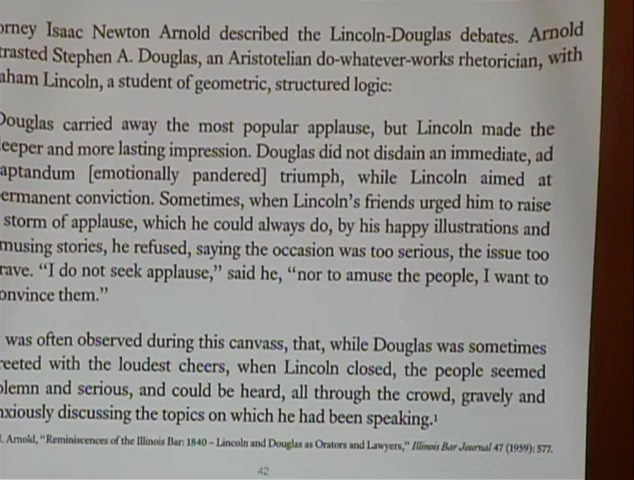 orney Isaac Newton Arnold described the Lincoln-Douglas debates. Arnold
trasted Stephen A. Douglas, an Aristotelian do-whatever-works rhetorician, with
aham Lincoln, a student of geometric, structured logic:
Douglas carried away the most popular applause, but Lincoln made the
eeper and more lasting impression. Douglas did not disdain an immediate, ad
aptandum [emotionally pandered] triumph, while Lincoln aimed at
ermanent conviction. Sometimes, when Lincoln's friends urged him to raise
storm of applause, which he could always do, by his happy illustrations and
musing stories, he refused, saying the occasion was too serious, the issue too
rave. “I do not seek applause,” said he, “nor to amuse the people, I want to
onvince them.”
was often observed during this canvass, that, while Douglas was sometimes
reeted with the loudest cheers, when Lincoln closed, the people seemed
olemn and serious, and could be heard, all through the crowd, gravely and
nxiously discussing the topics on which he had been speaking.¹
. Arnold, “Reminiscences of the Illinois Bar: 1840 – Lincoln and Douglas as Orators and Lawyers,” Illinois Bar Journal 47 (1959): 577.
42